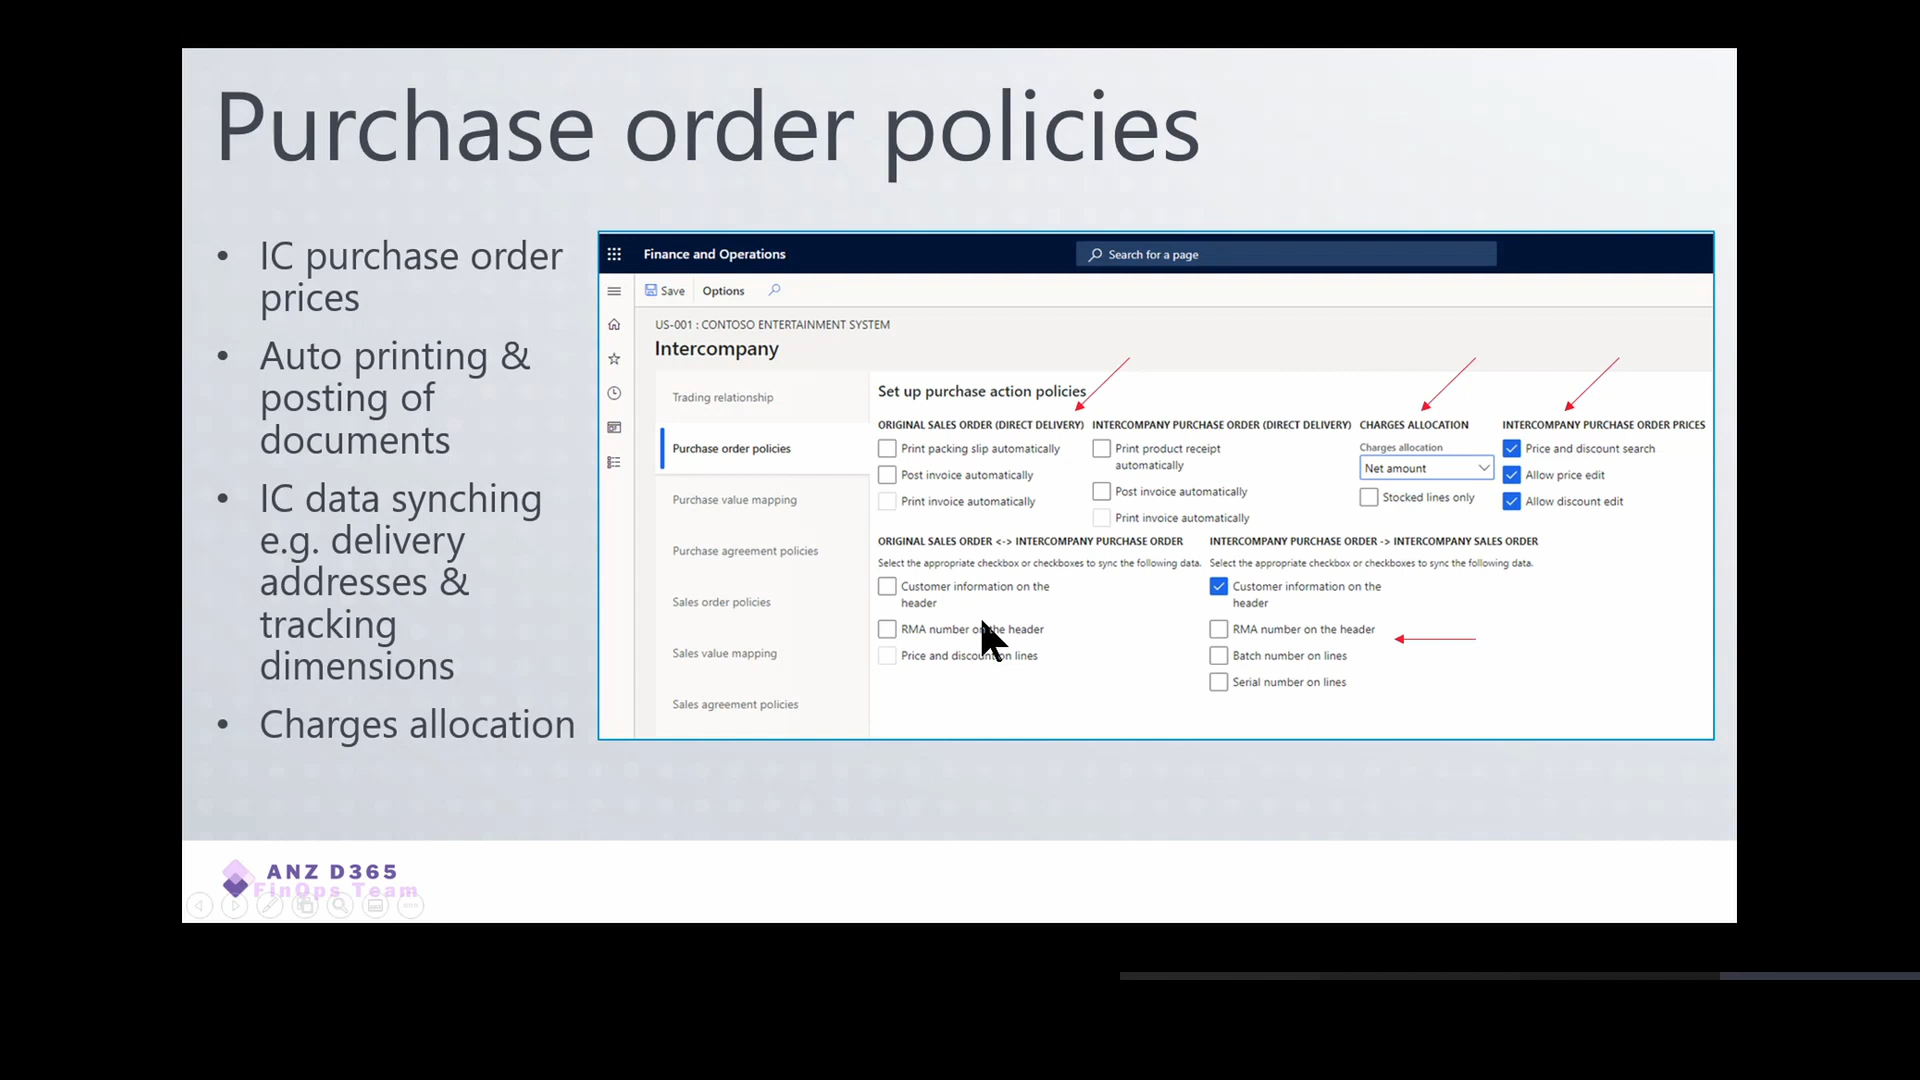 Purchase order policies
• IC purchase order
prices
• Auto printing &
posting of
documents
• IC data synching
e.g. delivery
addresses &
tracking
dimensions
• Charges allocation
Finance and Operations
Search for a page
Save
Options
US-001 : CONTOSO ENTERTAINMENT SYSTEM
Intercompany
Trading relationship
Purchase order policies
Purchase value mapping
Purchase agreement policies
Sales order policies
Sales value mapping
Sales agreement policies
Set up purchase action policies
ORIGINAL SALES ORDER (DIRECT DELIVERY)
Print packing slip automatically
Post invoice automatically
Print invoice automatically
INTERCOMPANY PURCHASE ORDER (DIRECT DELIVERY)
Print product receipt
automatically
Post invoice automatically
Print invoice automatically
CHARGES ALLOCATION
Charges allocation
Net amount
Stocked lines only
INTERCOMPANY PURCHASE ORDER PRICES
Price and discount search
Allow price edit
Allow discount edit
ORIGINAL SALES ORDER <-> INTERCOMPANY PURCHASE ORDER
Select the appropriate checkbox or checkboxes to sync the following data.
Customer information on the
header
RMA number on the header
Price and discount on lines
INTERCOMPANY PURCHASE ORDER -> INTERCOMPANY SALES ORDER
Select the appropriate checkbox or checkboxes to sync the following data.
Customer information on the
header
RMA number on the header
Batch number on lines
Serial number on lines
ANZ D365
FinOps Team